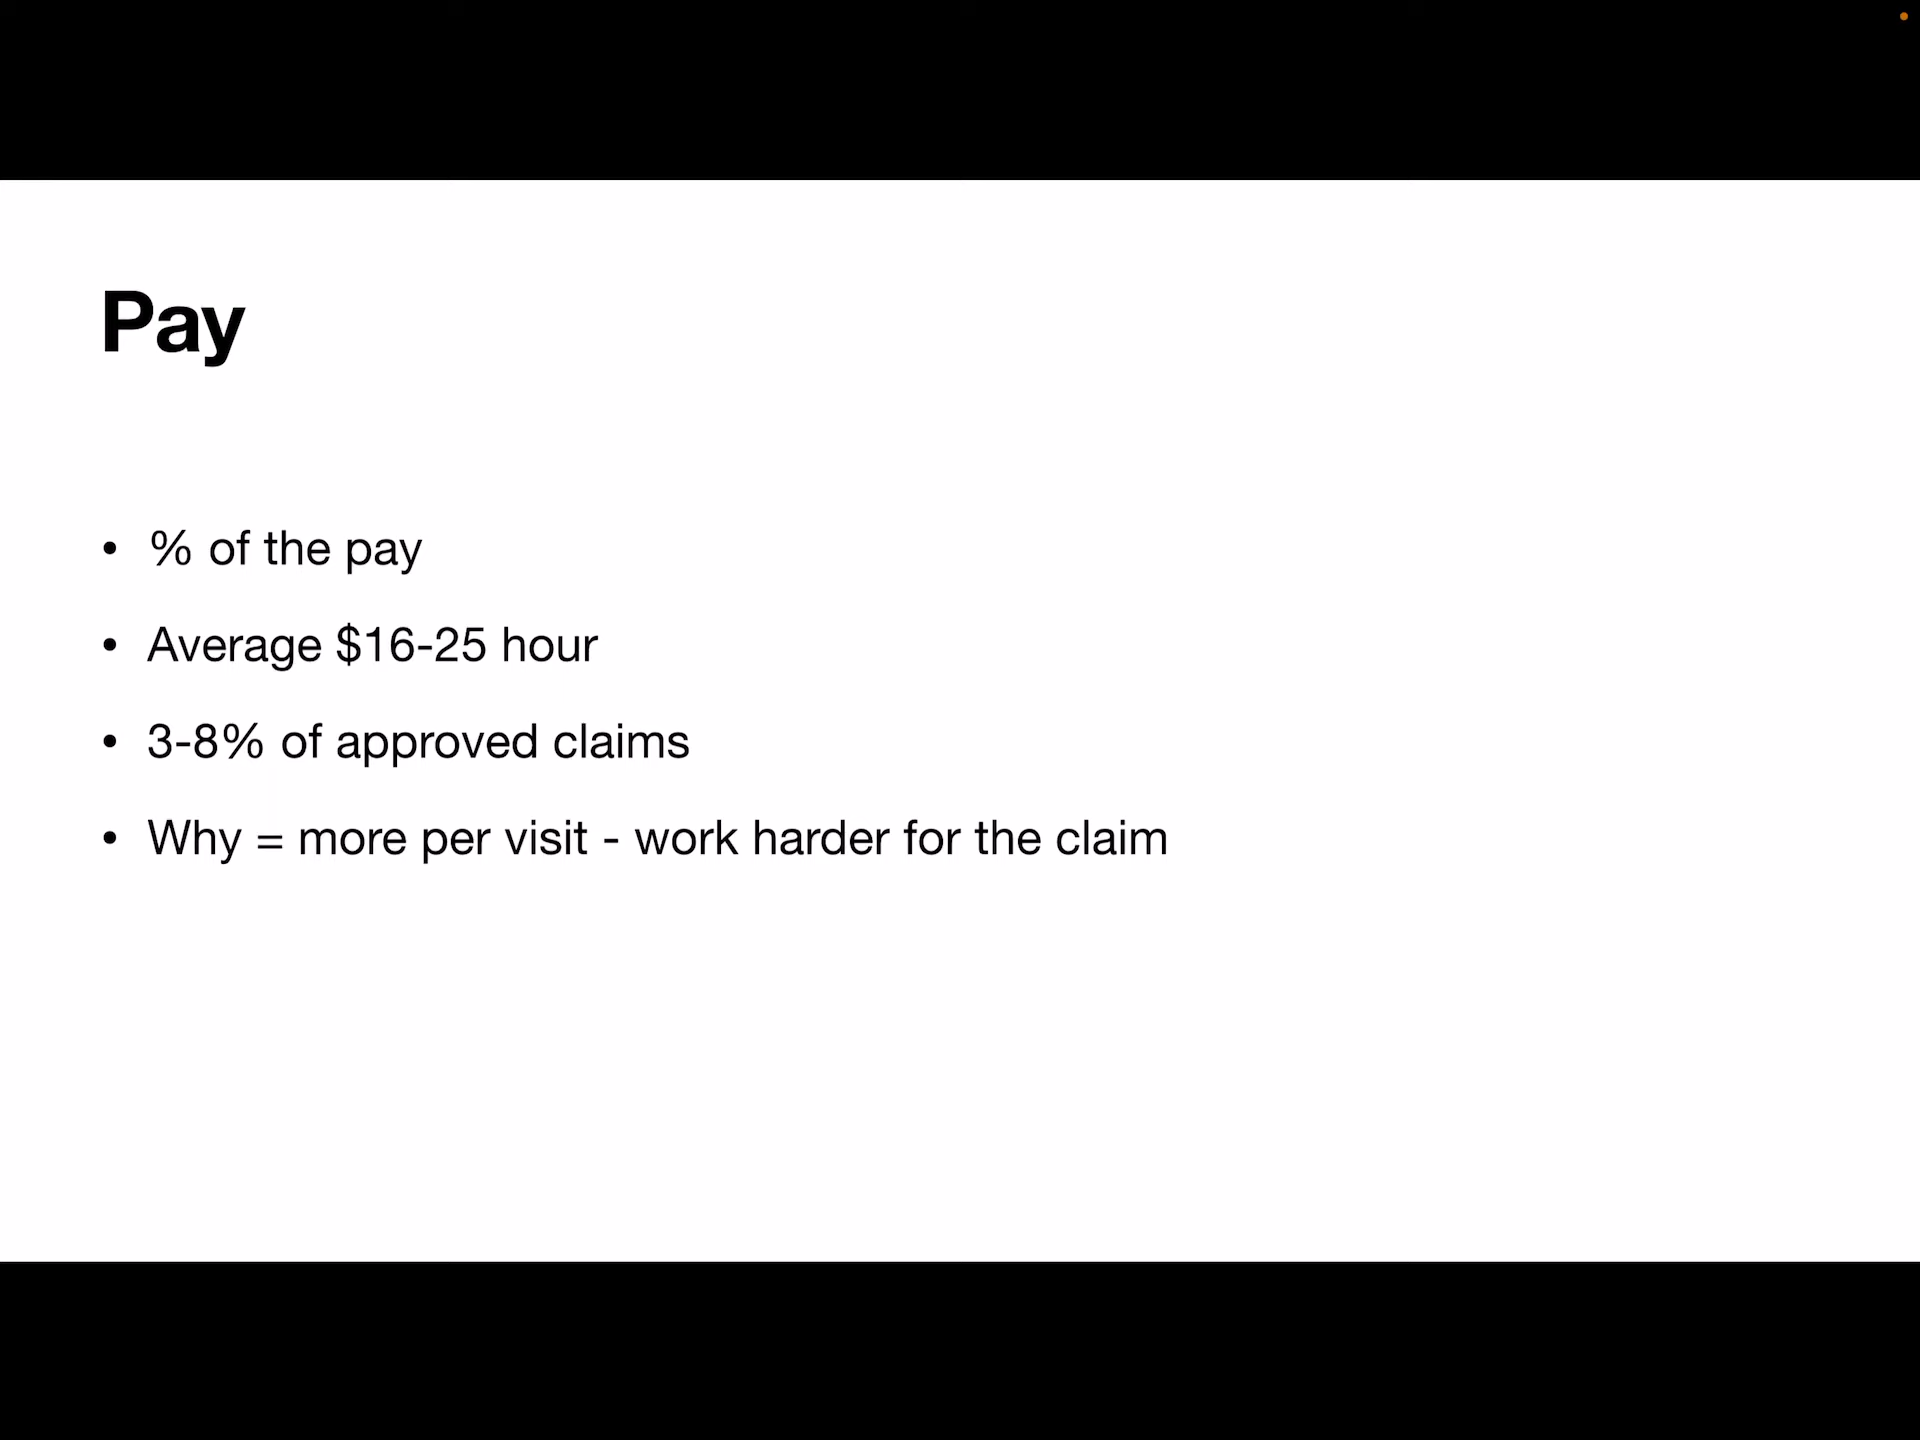 Pay
• % of the pay
• Average $16-25 hour
• 3-8% of approved claims
• Why = more per visit - work harder for the claim